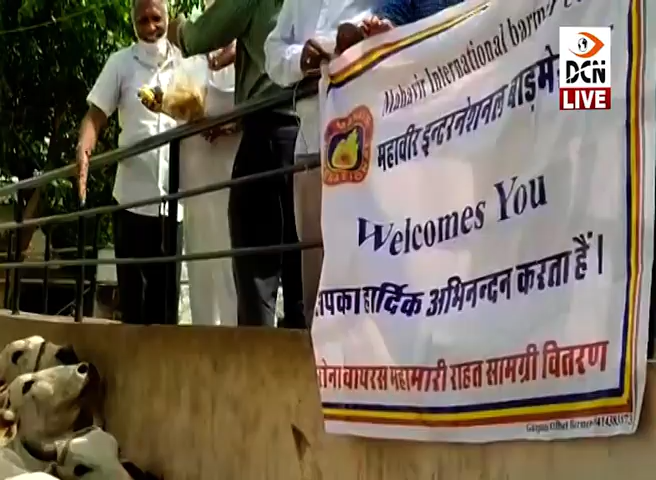 DCN
LIVE
Mahavir International barm
महावीर इन्टरनेशनल बाड़मे
Welcomes You
आपका हार्दिक अभिनन्दन करता है।
रोना वायरस महामारी राहत सामग्री वितरण